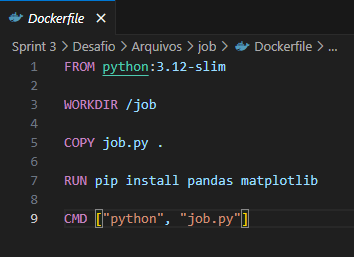 Dockerfile ×
Sprint 3 > Desafio > Arquivos > job > Dockerfile > ...
1 FROM python:3.12-slim
2
3 WORKDIR /job
4
5 COPY job.py .
6
7 RUN pip install pandas matplotlib
8
9 CMD ["python", "job.py"]